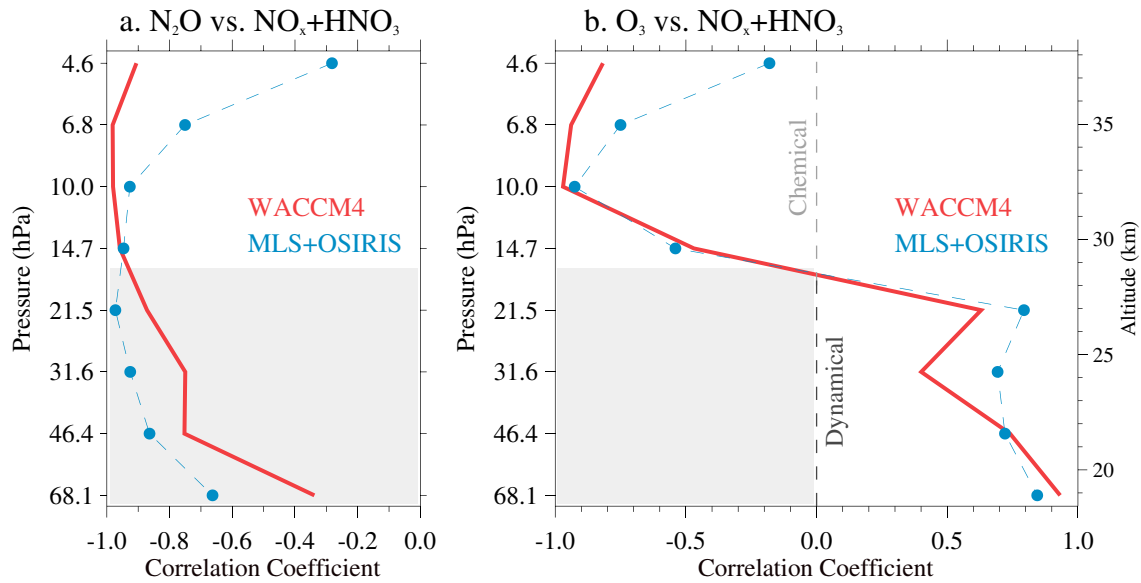 a. N₂O vs. NOₓ+HNO₃
b. O₃ vs. NOₓ+HNO₃
Pressure (hPa)
4.6
6.8
10.0
14.7
21.5
31.6
46.4
68.1
WACCM4
MLS+OSIRIS
-1.0 -0.8 -0.6 -0.4 -0.2 0.0
Correlation Coefficient
Pressure (hPa)
4.6
6.8
10.0
14.7
21.5
31.6
46.4
68.1
Chemical
Dynamical
WACCM4
MLS+OSIRIS
-1.0 -0.5 0.0 0.5 1.0
Correlation Coefficient
35
30
25
20
Altitude (km)